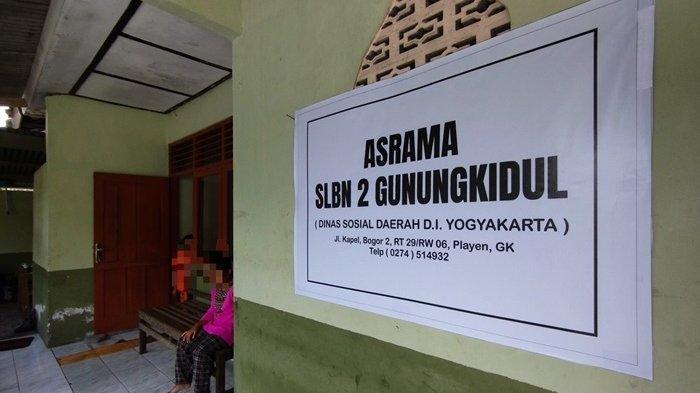 ASRAMA
SLBN 2 GUNUNGKIDUL
( DINAS SOSIAL DAERAH D.I. YOGYAKARTA )
Jl. Kapel, Bogor 2, RT 29/RW 06, Playen, GK
Telp ( 0274 ) 514932